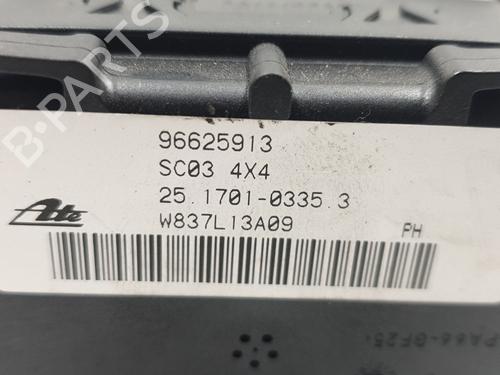 96625913
SC03 4X4
25.1701-0335.3
W837L13A09
PH
Ate
B-PARTS